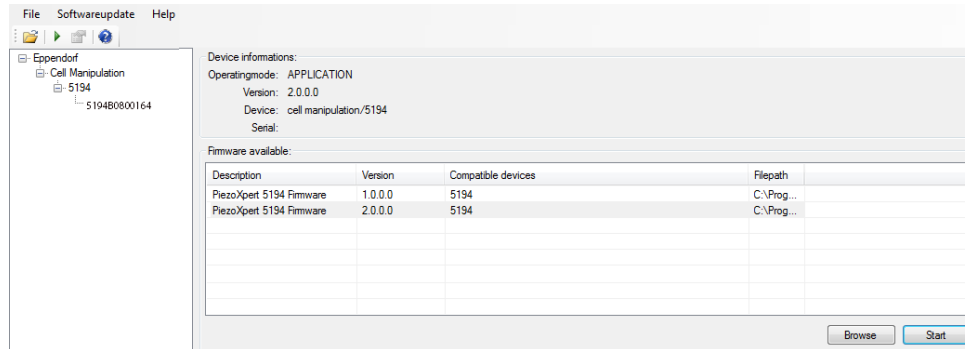 File Softwareupdate Help
Eppendorf
Cell Manipulation
5194
5194B0800164
Device informations:
Operatingmode: APPLICATION
Version: 2.0.0.0
Device: cell manipulation/5194
Serial:
Firmware available:
Description Version Compatible devices Filepath
PiezoXpert 5194 Firmware 1.0.0.0 5194 C:\Prog...
PiezoXpert 5194 Firmware 2.0.0.0 5194 C:\Prog...
Browse Start